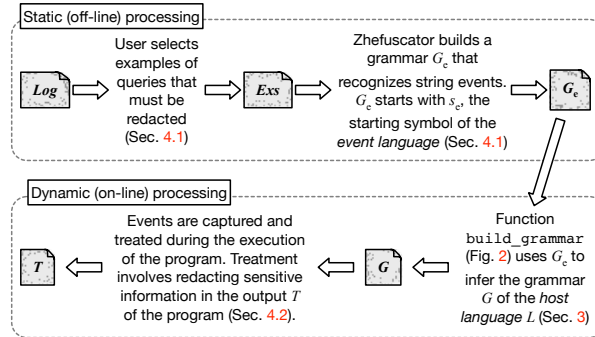 Static (off-line) processing
Log
User selects
examples of
queries that
must be
redacted
(Sec. 4.1)
Exs
Zhefuscator builds a
grammar Ge that
recognizes string events.
Ge starts with se, the
starting symbol of the
event language (Sec. 4.1)
Ge
Dynamic (on-line) processing
Function
build_grammar
(Fig. 2) uses Ge to
infer the grammar
G of the host
language L (Sec. 3)
G
Events are captured and
treated during the execution
of the program. Treatment
involves redacting sensitive
information in the output T
of the program (Sec. 4.2).
T